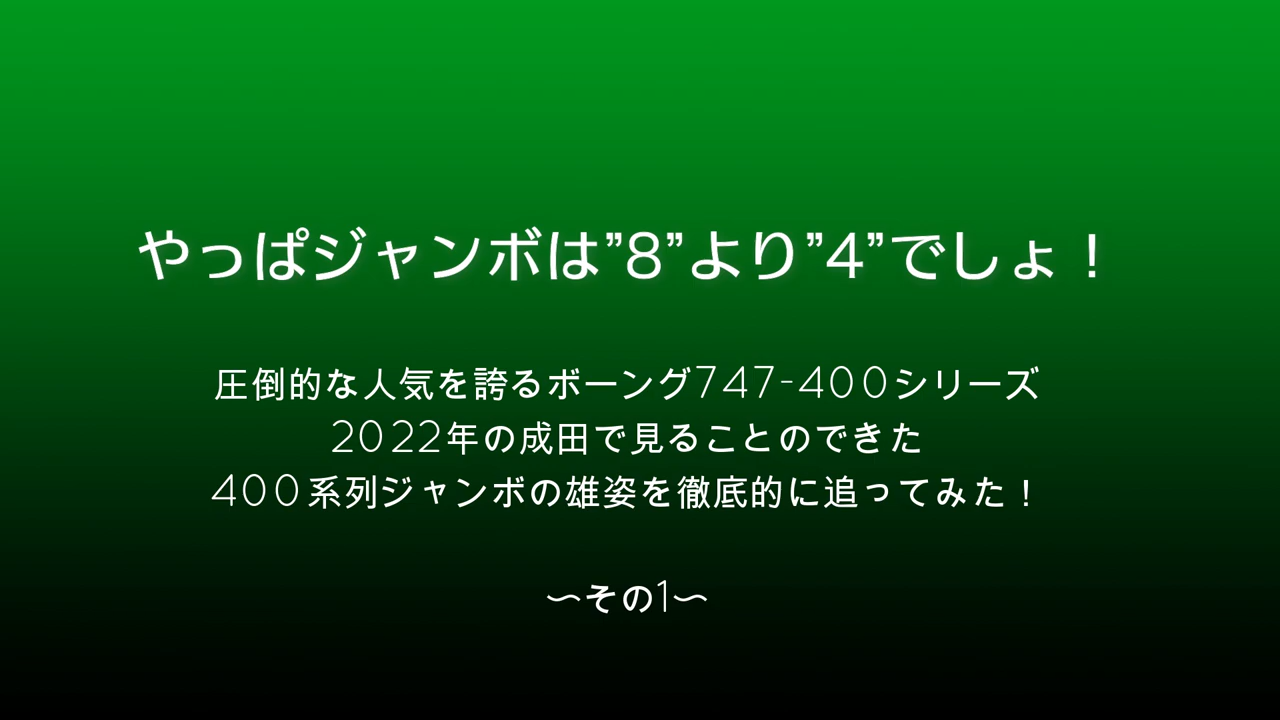 やっぱジャンボは”8”より”4”でしょ！
圧倒的な人気を誇るボーング747-400シリーズ
2022年の成田で見ることのできた
400系列ジャンボの雄姿を徹底的に追ってみた！
〜その1〜